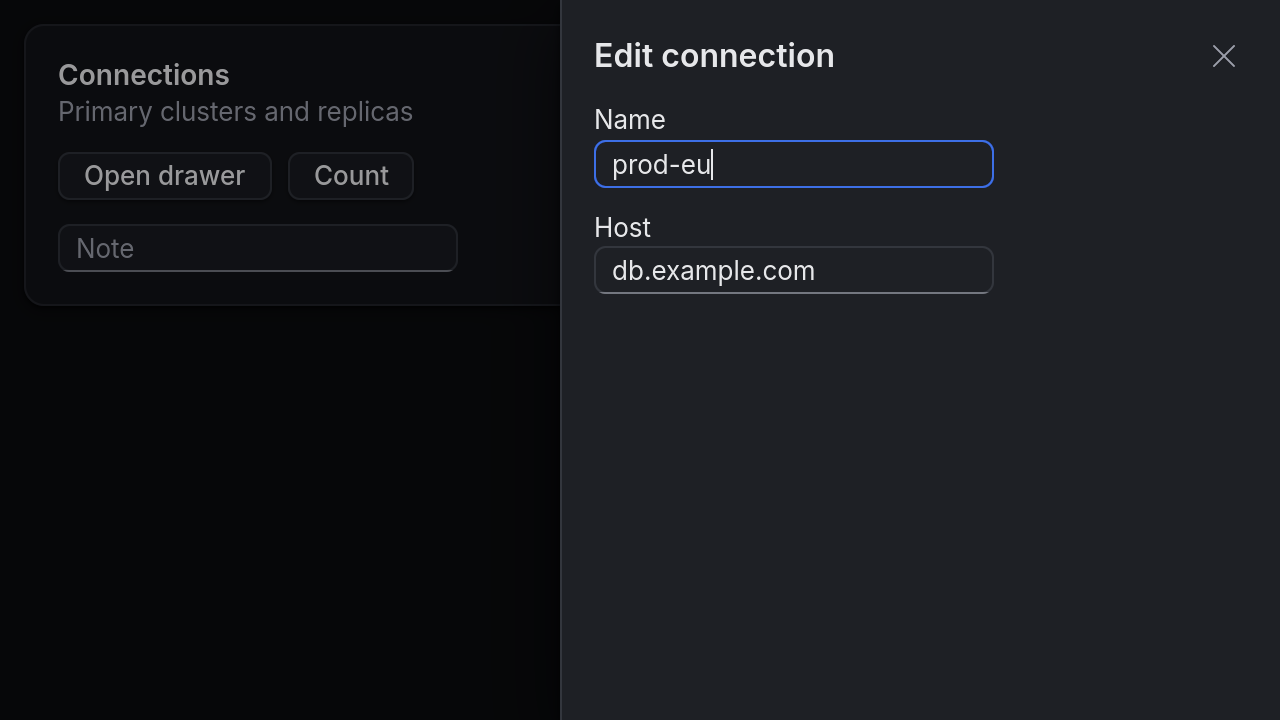 Connections
Primary clusters and replicas
Open drawer
Count
Note
Edit connection
Name
prod-eu
Host
db.example.com